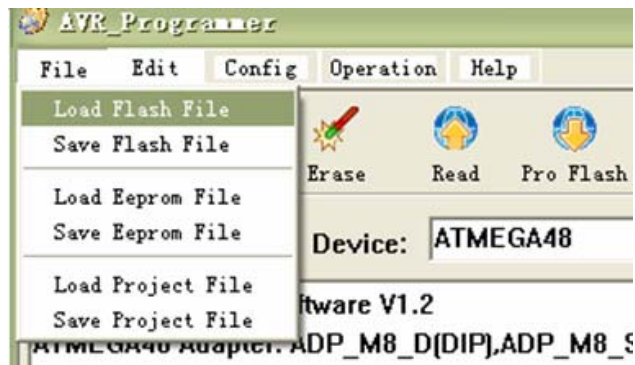 AVR_Programmer
File Edit Config Operation Help
Load Flash File
Save Flash File
Load Eeprom File
Save Eeprom File
Load Project File
Save Project File
Erase Read Pro Flash
Device: ATMEGA48
ftware V1.2
ATMEGA48 Adapter: ADP_M8_D(DIP),ADP_M8_S